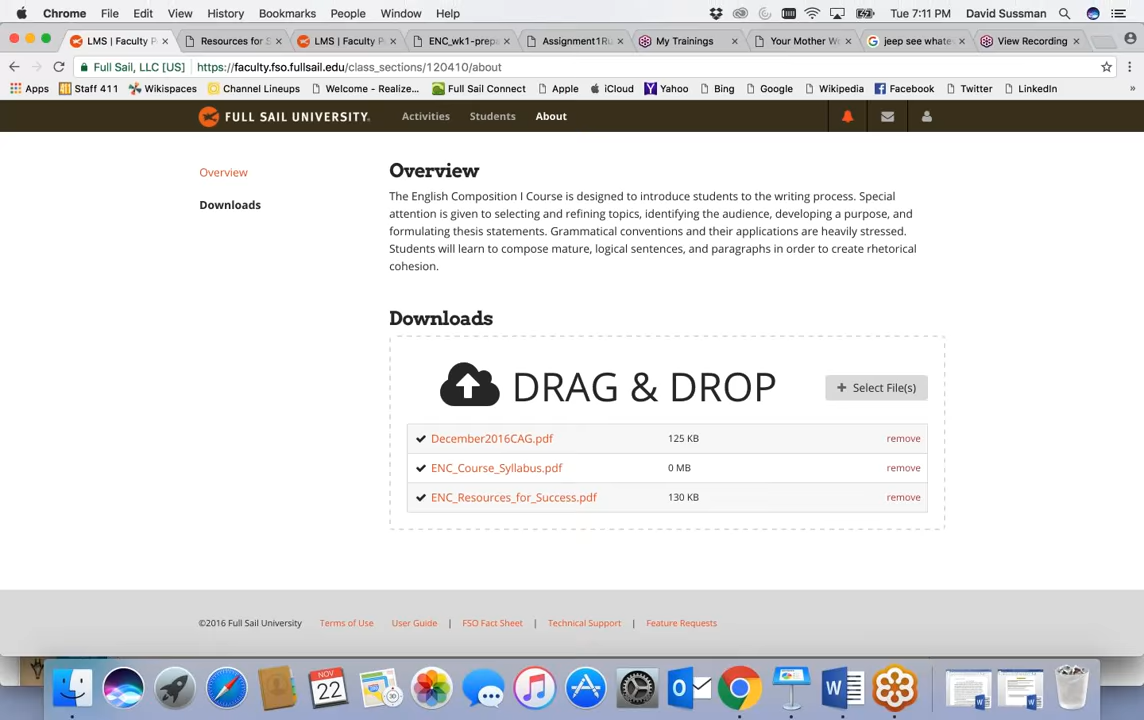 Chrome File Edit View History Bookmarks People Window Help Tue 7:11 PM David Sussman
LMS | Faculty P Resources for S LMS | Faculty P ENC_wk1-prepa Assignment1Ru My Trainings Your Mother W jeep see whate View Recording
Full Sail, LLC [US] https://faculty.fso.fullsail.edu/class_sections/120410/about
Apps Staff 411 Wikispaces Channel Lineups Welcome - Realize... Full Sail Connect Apple iCloud Yahoo Bing Google Wikipedia Facebook Twitter LinkedIn
FULL SAIL UNIVERSITY. Activities Students About
Overview
Downloads
Overview
The English Composition I Course is designed to introduce students to the writing process. Special
attention is given to selecting and refining topics, identifying the audience, developing a purpose, and
formulating thesis statements. Grammatical conventions and their applications are heavily stressed.
Students will learn to compose mature, logical sentences, and paragraphs in order to create rhetorical
cohesion.
Downloads
DRAG & DROP
+ Select File(s)
December2016CAG.pdf 125 KB remove
ENC_Course_Syllabus.pdf 0 MB remove
ENC_Resources_for_Success.pdf 130 KB remove
©2016 Full Sail University Terms of Use User Guide | FSO Fact Sheet | Technical Support | Feature Requests
NOV
22